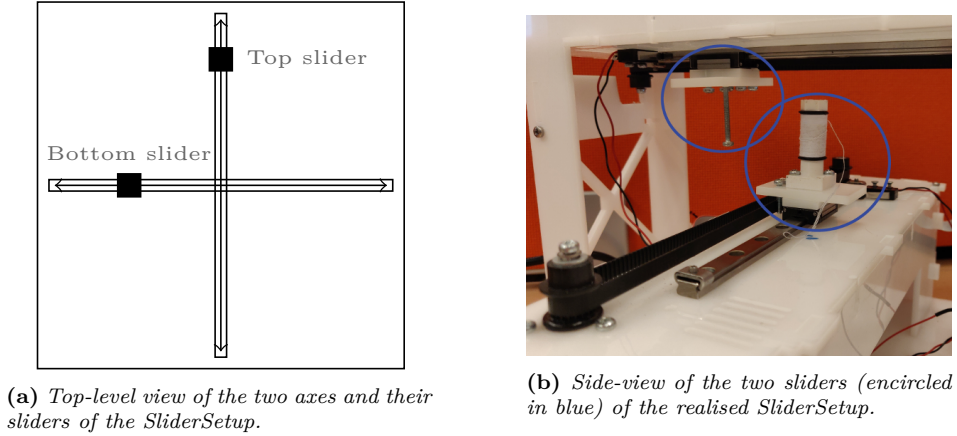 Top slider
Bottom slider
(a) Top-level view of the two axes and their
sliders of the SliderSetup.
(b) Side-view of the two sliders (encircled
in blue) of the realised SliderSetup.